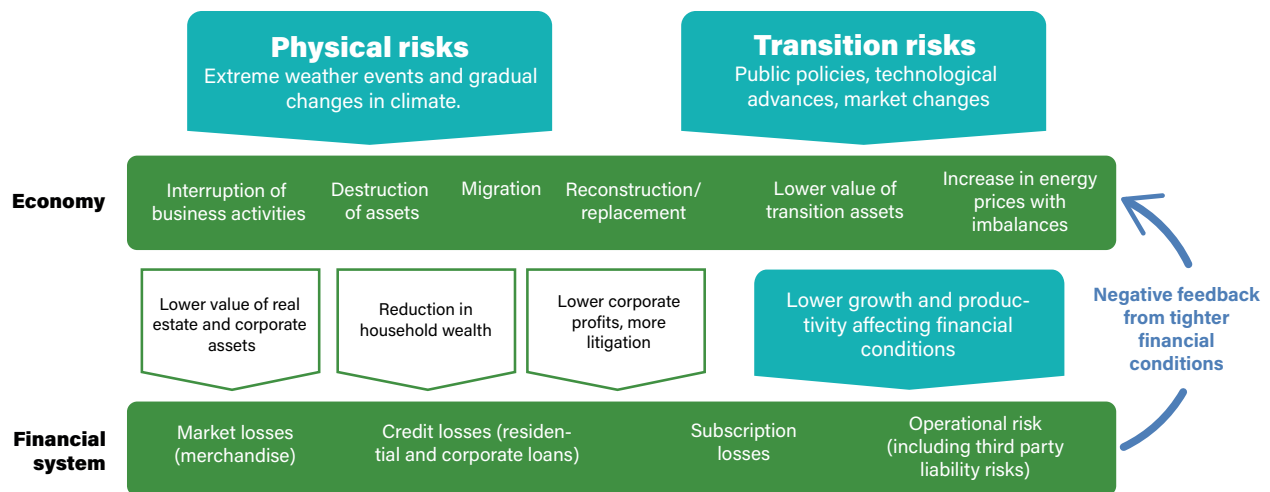 Physical risks
Extreme weather events and gradual
changes in climate.
Transition risks
Public policies, technological
advances, market changes
Economy
Interruption of
business activities
Destruction
of assets
Migration
Reconstruction/
replacement
Lower value of
transition assets
Increase in energy
prices with
imbalances
Lower value of real
estate and corporate
assets
Reduction in
household wealth
Lower corporate
profits, more
litigation
Lower growth and produc-
tivity affecting financial
conditions
Negative feedback
from tighter
financial
conditions
Financial
system
Market losses
(merchandise)
Credit losses (residen-
tial and corporate loans)
Subscription
losses
Operational risk
(including third party
liability risks)